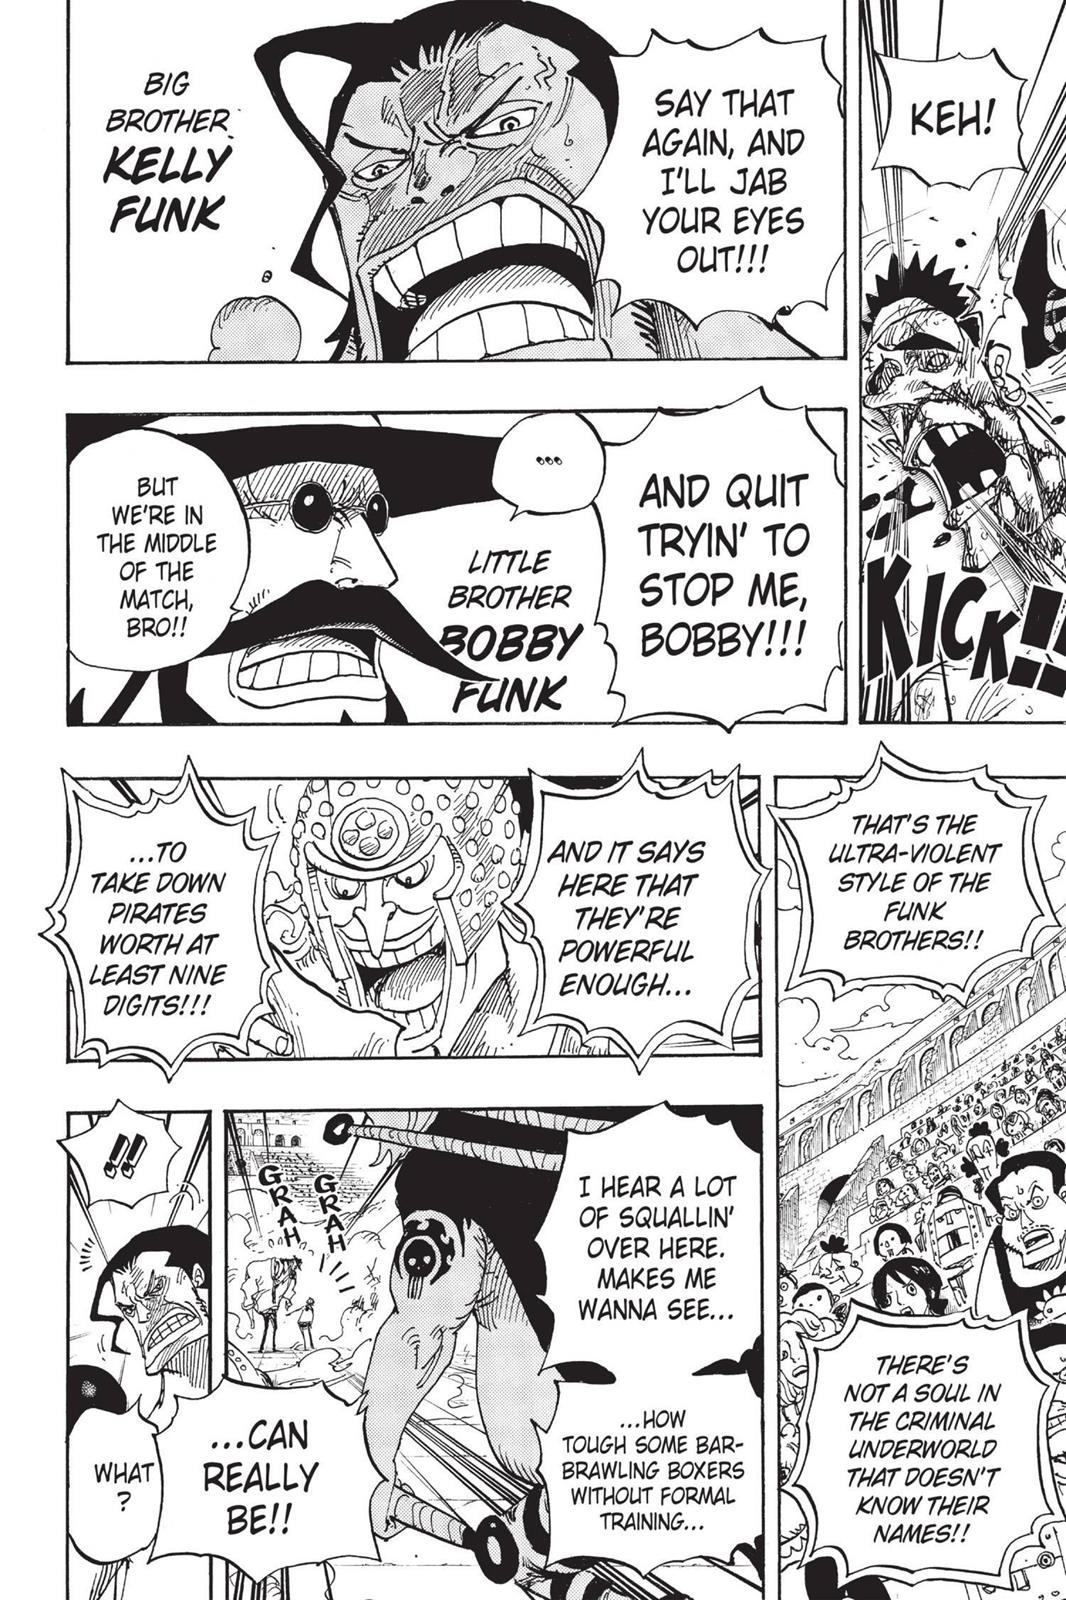 KEH!
KICK!!
SAY THAT
AGAIN, AND
I'LL JAB
YOUR EYES
OUT!!!
BIG
BROTHER
KELLY
FUNK
AND QUIT
TRYIN' TO
STOP ME,
BOBBY!!!
...
LITTLE
BROTHER
BOBBY
FUNK
BUT
WE'RE IN
THE MIDDLE
OF THE
MATCH,
BRO!!
THAT'S THE
ULTRA-VIOLENT
STYLE OF THE
FUNK
BROTHERS!!
THERE'S
NOT A SOUL IN
THE CRIMINAL
UNDERWORLD
THAT DOESN'T
KNOW THEIR
NAMES!!
AND IT SAYS
HERE THAT
THEY'RE
POWERFUL
ENOUGH...
...TO
TAKE DOWN
PIRATES
WORTH AT
LEAST NINE
DIGITS!!!
I HEAR A LOT
OF SQUALLIN'
OVER HERE.
MAKES ME
WANNA SEE...
...HOW
TOUGH SOME BAR-
BRAWLING BOXERS
WITHOUT FORMAL
TRAINING...
GRAH
GRAH
...CAN
REALLY
BE!!
!!
WHAT
?